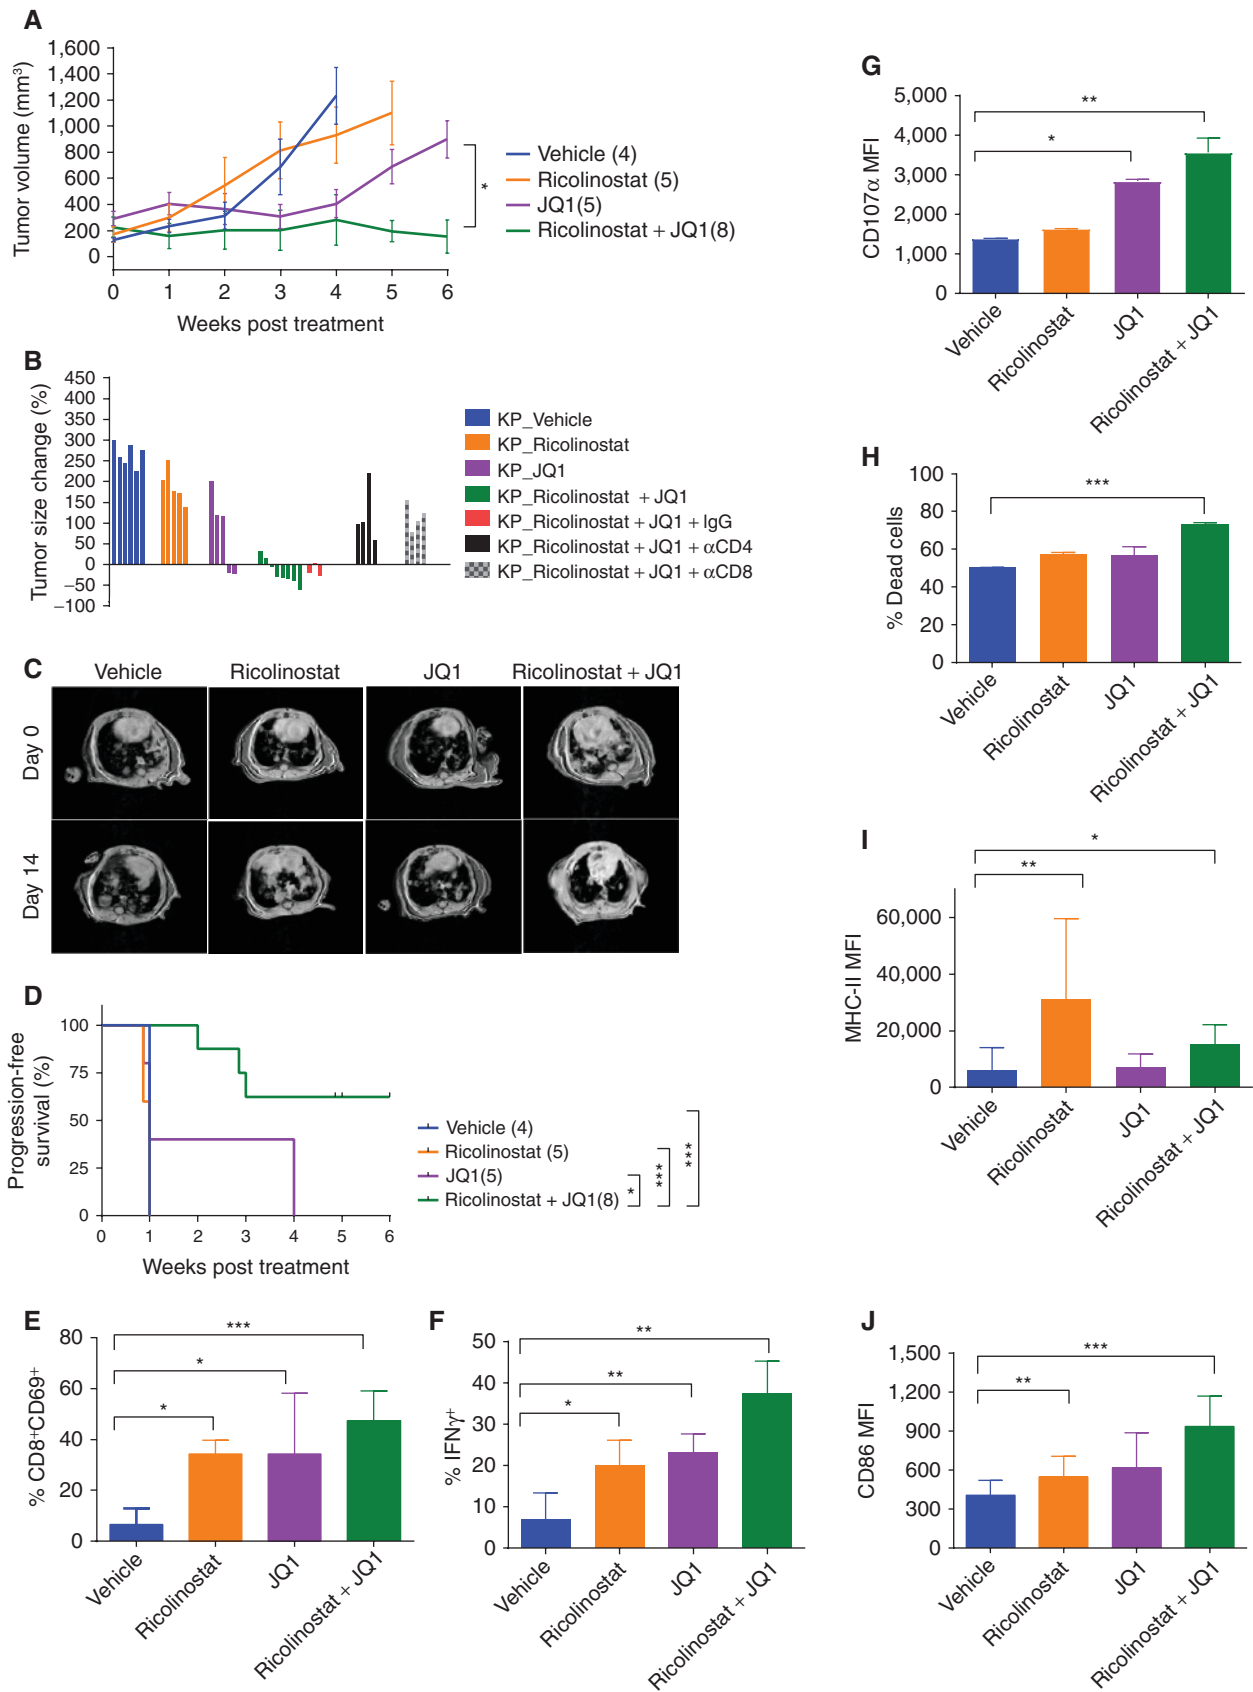 A
1,600
1,400
1,200
1,000
800
600
400
200
0
Tumor volume (mm³)
0 1 2 3 4 5 6
Weeks post treatment
Vehicle (4)
Ricolinostat (5)
JQ1(5)
Ricolinostat + JQ1(8)
*
B
450
400
350
300
250
200
150
100
50
0
−50
−100
Tumor size change (%)
KP_Vehicle
KP_Ricolinostat
KP_JQ1
KP_Ricolinostat + JQ1
KP_Ricolinostat + JQ1 + IgG
KP_Ricolinostat + JQ1 + αCD4
KP_Ricolinostat + JQ1 + αCD8
C
Vehicle Ricolinostat JQ1 Ricolinostat + JQ1
Day 0
Day 14
D
100
75
50
25
0
Progression-free
survival (%)
0 1 2 3 4 5 6
Weeks post treatment
Vehicle (4)
Ricolinostat (5)
JQ1(5)
Ricolinostat + JQ1(8)
*
***
***
E
80
60
40
20
0
% CD8⁺CD69⁺
***
*
*
Vehicle
Ricolinostat
JQ1
Ricolinostat + JQ1
F
50
40
30
20
10
0
% IFNγ⁺
**
**
*
Vehicle
Ricolinostat
JQ1
Ricolinostat + JQ1
G
5,000
4,000
3,000
2,000
1,000
0
CD107α MFI
**
*
Vehicle
Ricolinostat
JQ1
Ricolinostat + JQ1
H
100
80
60
40
20
0
% Dead cells
***
Vehicle
Ricolinostat
JQ1
Ricolinostat + JQ1
I
60,000
40,000
20,000
0
MHC-II MFI
*
**
Vehicle
Ricolinostat
JQ1
Ricolinostat + JQ1
J
1,500
1,200
900
600
300
0
CD86 MFI
***
**
Vehicle
Ricolinostat
JQ1
Ricolinostat + JQ1